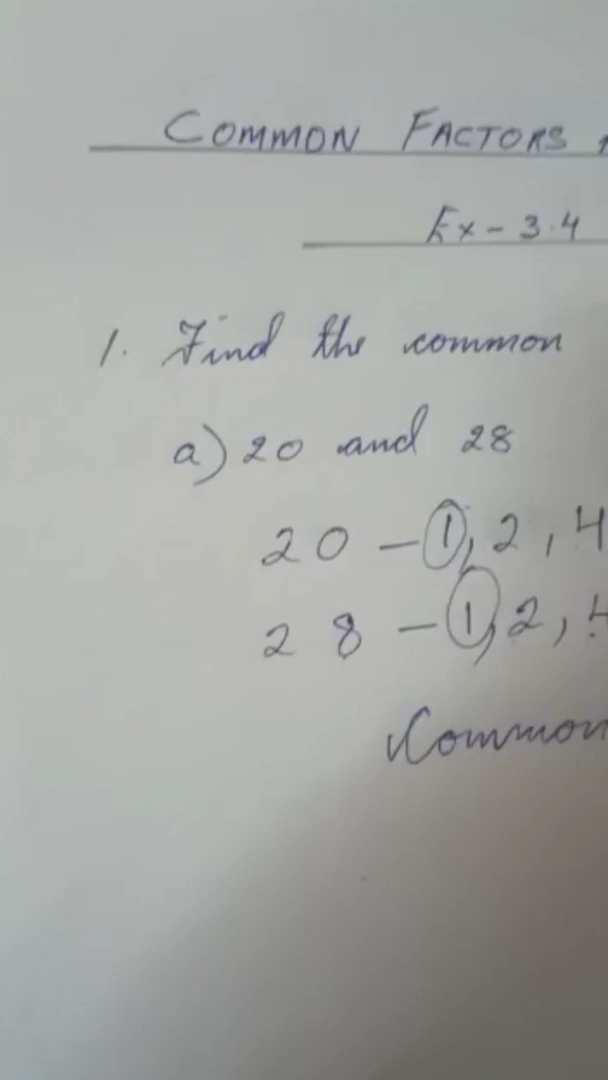 COMMON FACTORS
Ex - 3.4
1. Find the common
a) 20 and 28
20 - 1, 2, 4
28 - 1, 2, 4
Common